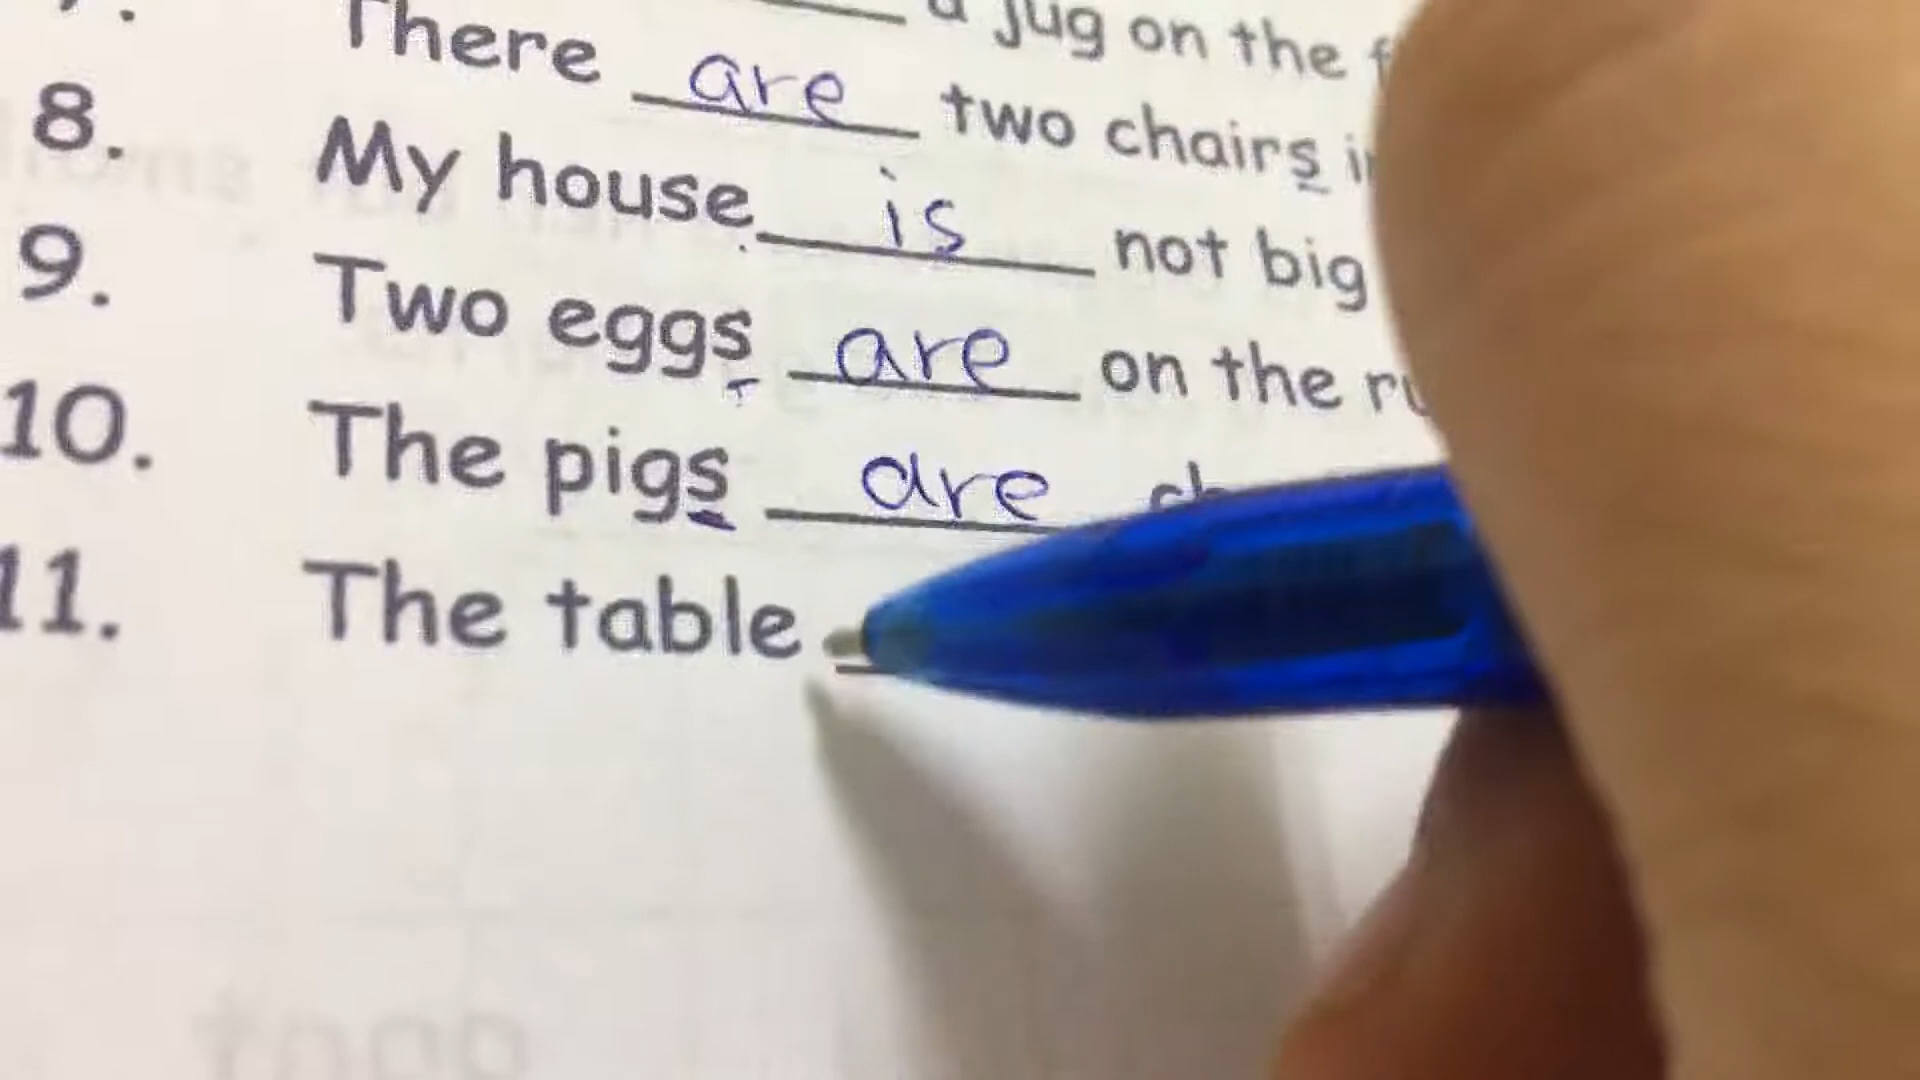 a jug on the
There are two chairs
8. My house is not big
9. Two eggs are on the
10. The pigs are
11. The table